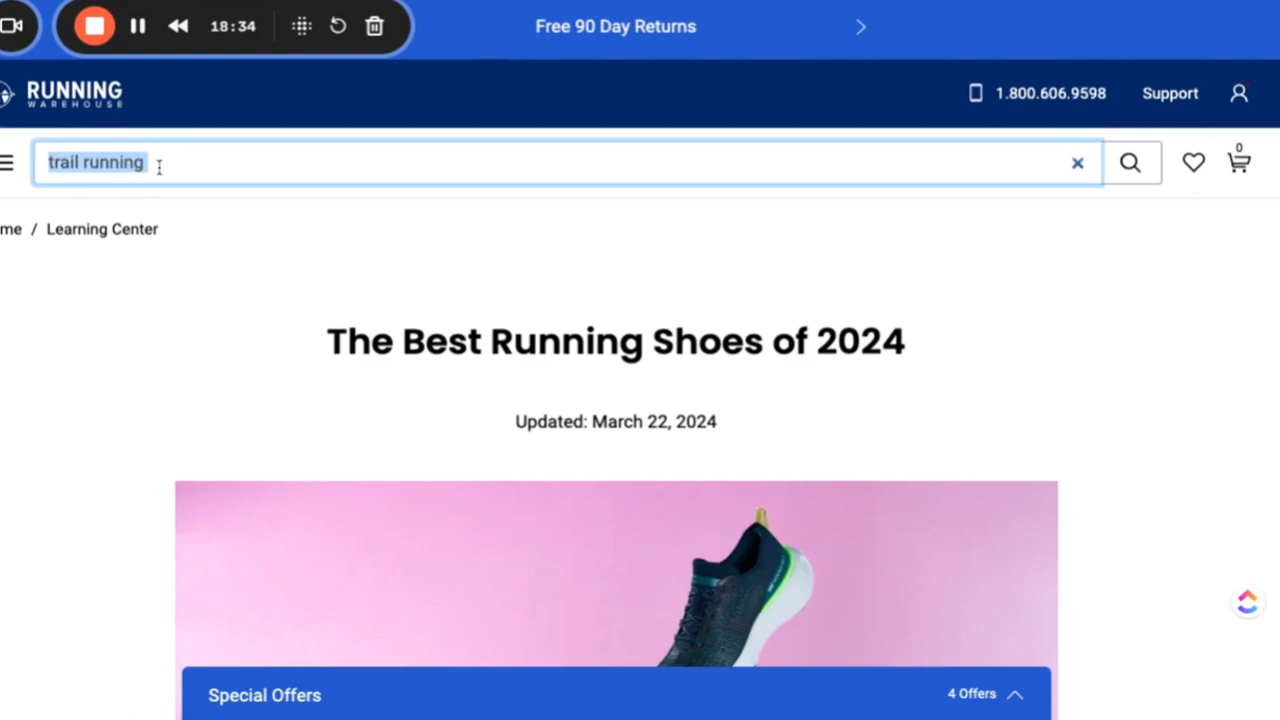 18:34
Free 90 Day Returns
RUNNING
WAREHOUSE
1.800.606.9598
Support
trail running
0
me / Learning Center
The Best Running Shoes of 2024
Updated: March 22, 2024
Special Offers
4 Offers